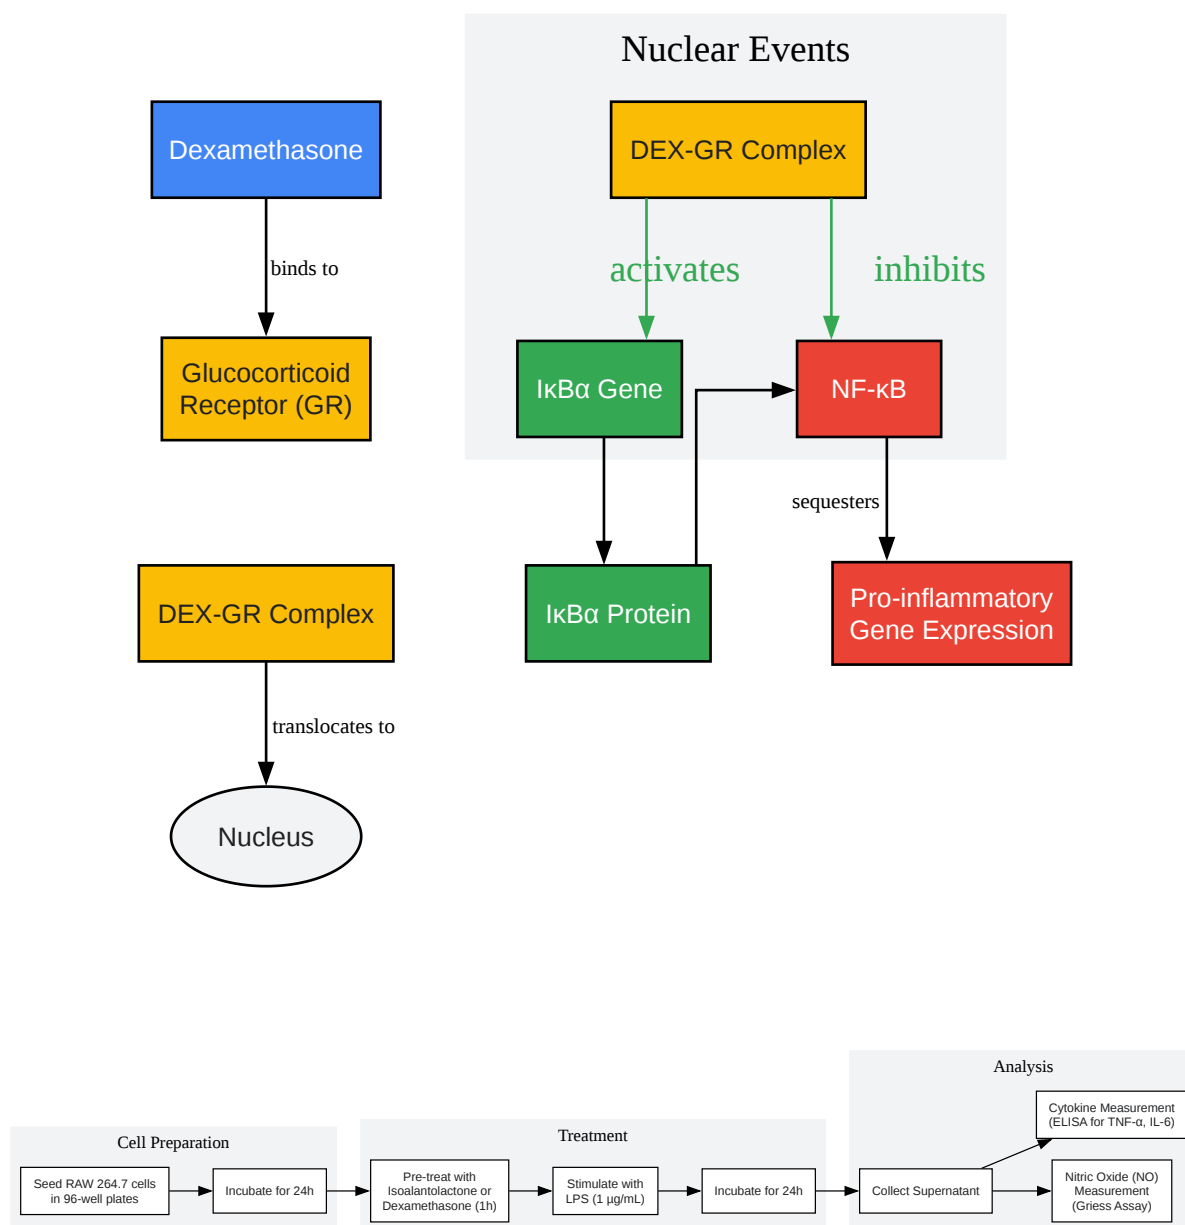 Nuclear Events
Dexamethasone
DEX-GR Complex
binds to
activates
inhibits
Glucocorticoid
Receptor (GR)
IκBα Gene
NF-κB
sequesters
DEX-GR Complex
IκBα Protein
Pro-inflammatory
Gene Expression
translocates to
Nucleus
Cell Preparation
Seed RAW 264.7 cells
in 96-well plates
Incubate for 24h
Treatment
Pre-treat with
Isoalantolactone or
Dexamethasone (1h)
Stimulate with
LPS (1 µg/mL)
Incubate for 24h
Analysis
Collect Supernatant
Cytokine Measurement
(ELISA for TNF-α, IL-6)
Nitric Oxide (NO)
Measurement
(Griess Assay)